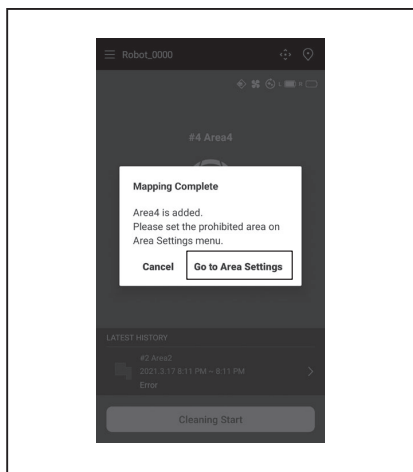 Robot_0000
L R
#4 Area4
Mapping Complete
Area4 is added.
Please set the prohibited area on
Area Settings menu.
Cancel Go to Area Settings
LATEST HISTORY
#2 Area2
2021.3.17 8:11 PM ~ 8:11 PM
Error
Cleaning Start